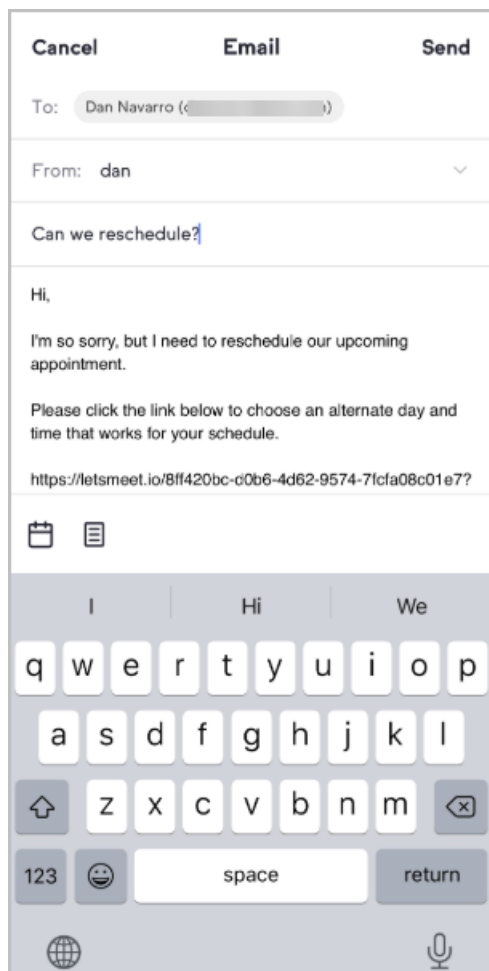 Cancel Email Send
To: Dan Navarro (
From: dan
Can we reschedule?
Hi,
I'm so sorry, but I need to reschedule our upcoming
appointment.
Please click the link below to choose an alternate day and
time that works for your schedule.
https://letsmeet.io/8ff420bc-d0b6-4d62-9574-7fcfa08c01e7?
I Hi We
q w e r t y u i o p
a s d f g h j k l
z x c v b n m
123 space return